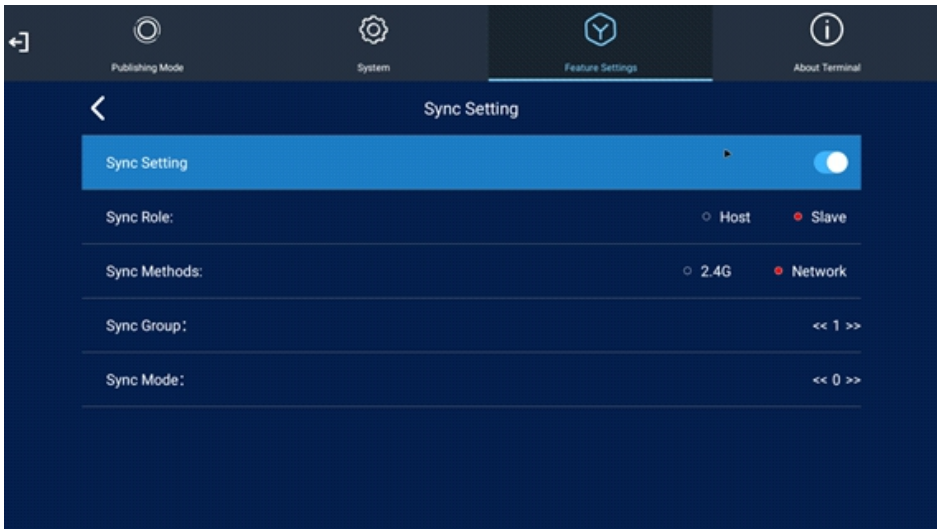 Publishing Mode System Feature Settings About Terminal
Sync Setting
Sync Setting
Sync Role: Host Slave
Sync Methods: 2.4G Network
Sync Group: << 1 >>
Sync Mode: << 0 >>